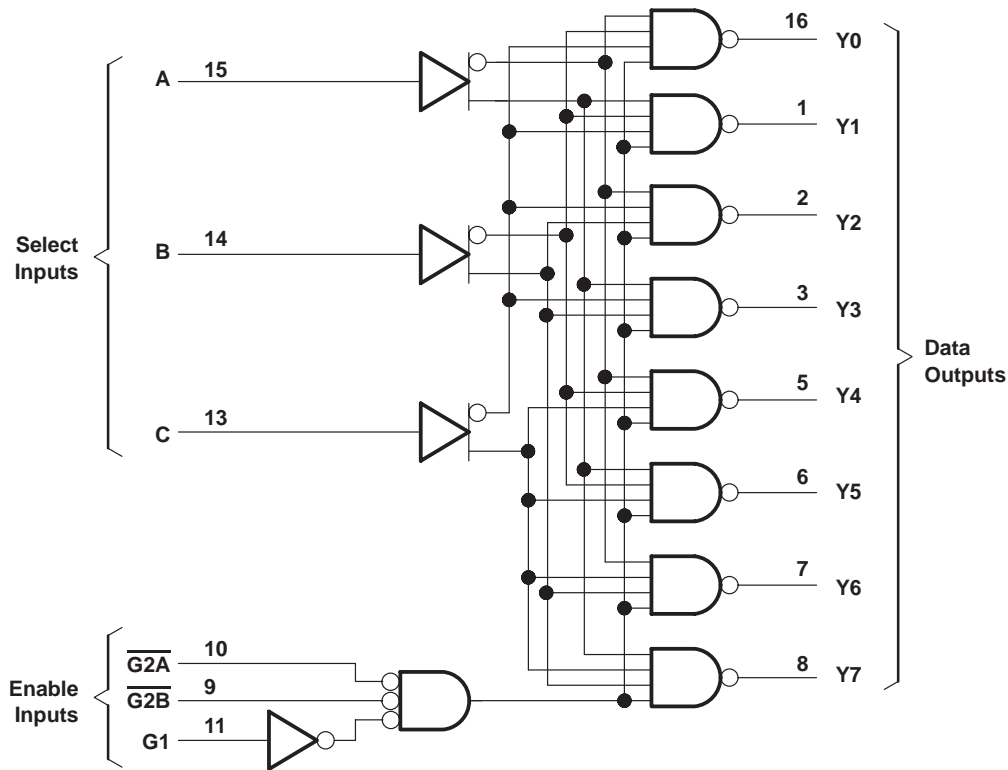 16
Y0
A
15
1
Y1
2
Y2
Select
Inputs
B
14
3
Y3
Data
Outputs
5
Y4
C
13
6
Y5
7
Y6
Enable
Inputs
G2A
10
G2B
9
G1
11
8
Y7